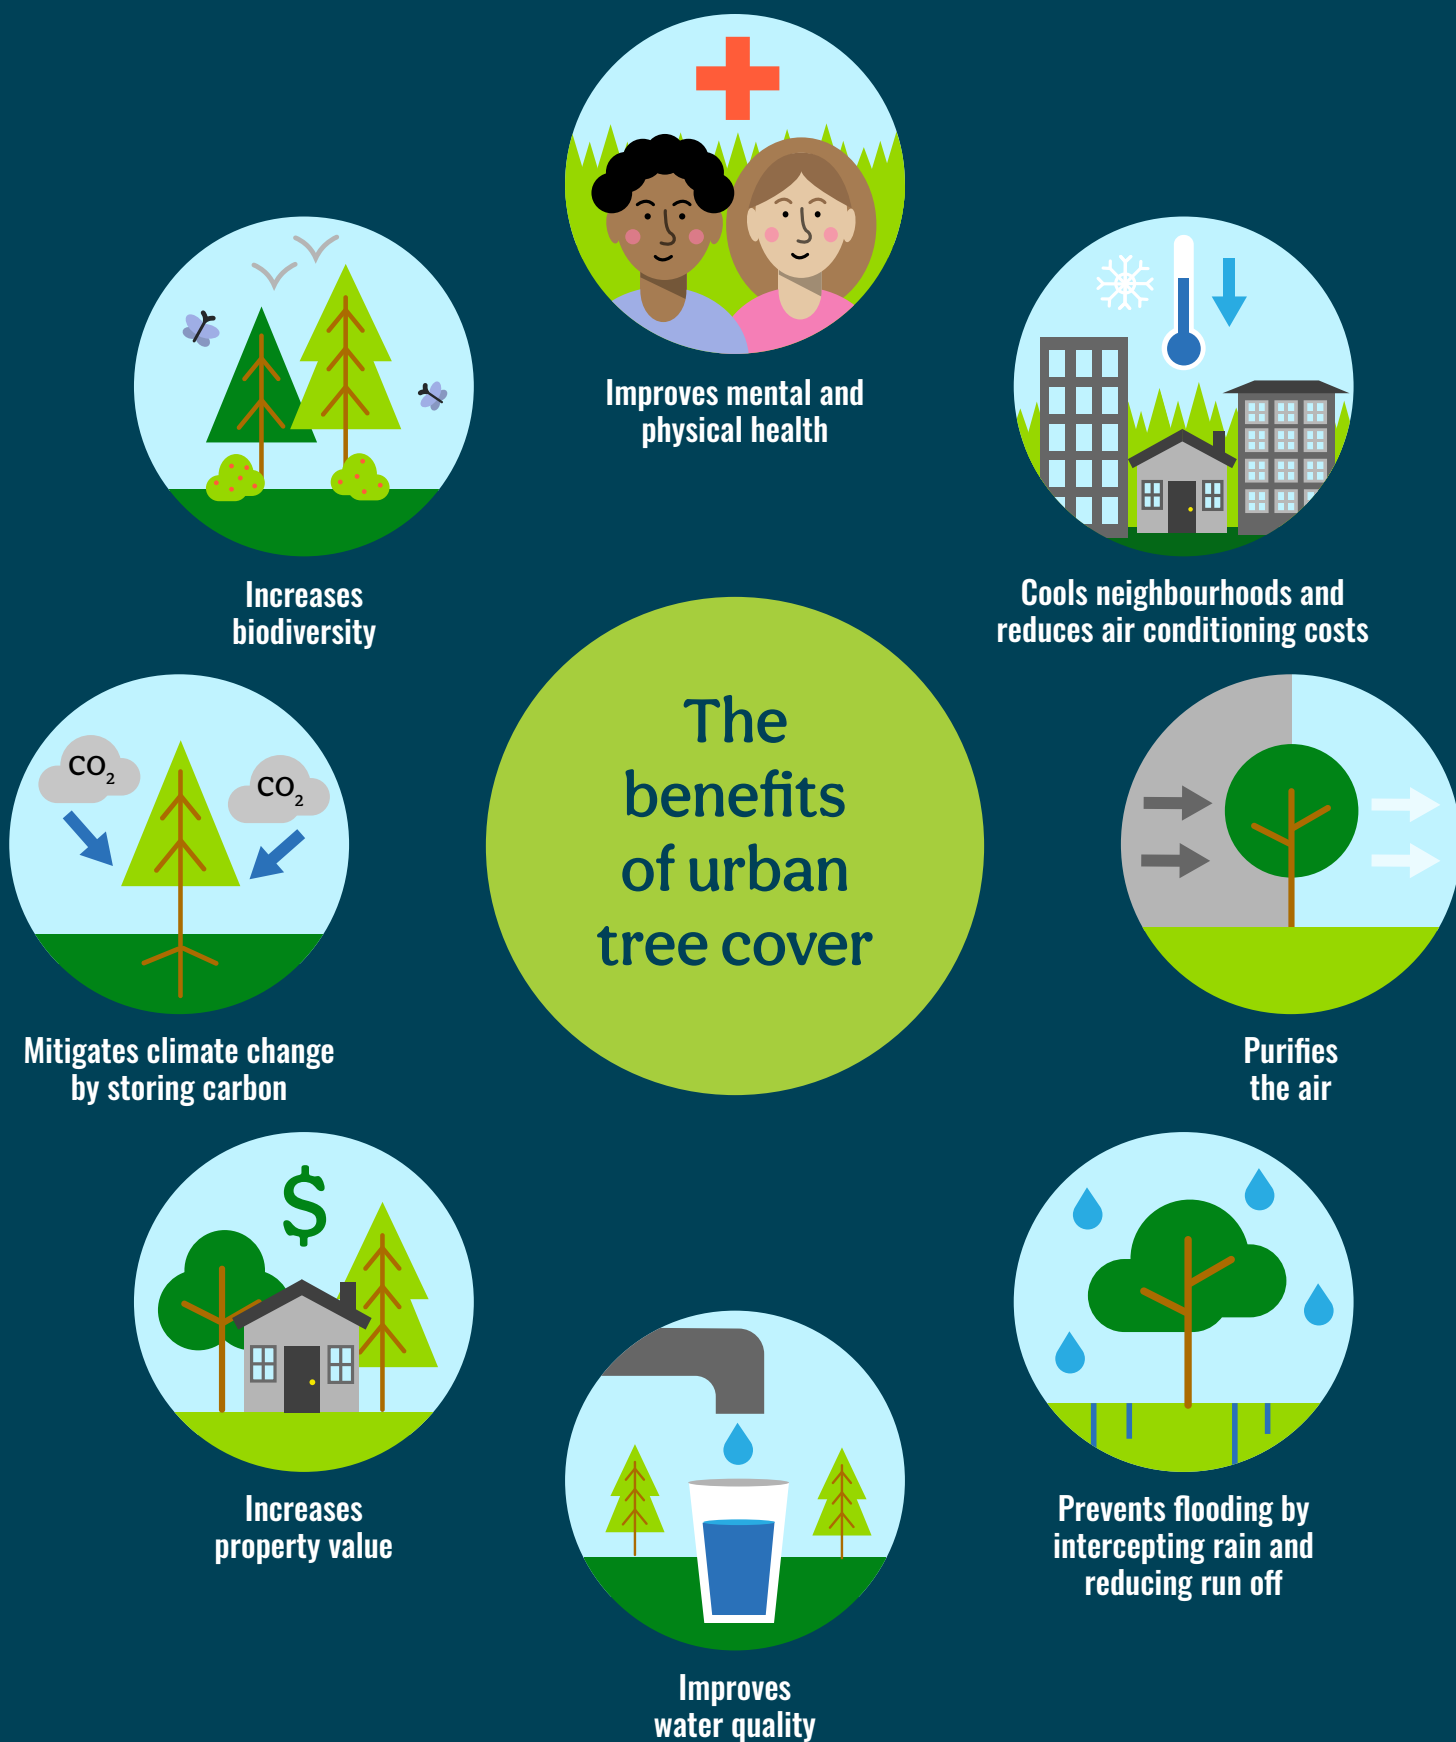 The
benefits
of urban
tree cover
Improves mental and
physical health
Cools neighbourhoods and
reduces air conditioning costs
Purifies
the air
Prevents flooding by
intercepting rain and
reducing run off
Improves
water quality
$
Increases
property value
CO₂
CO₂
Mitigates climate change
by storing carbon
Increases
biodiversity